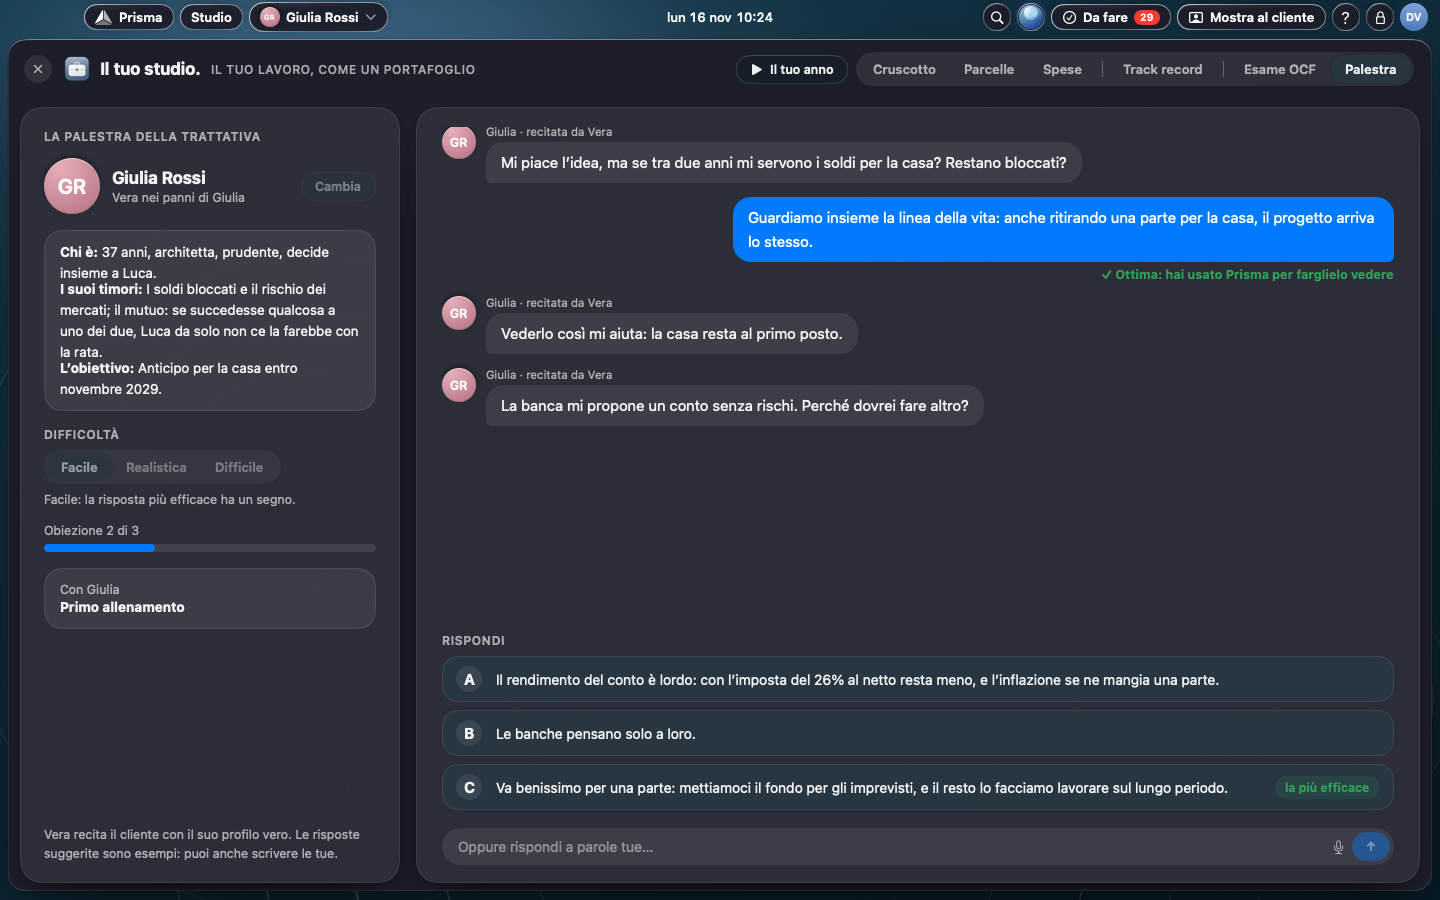 Prisma
Studio
GR Giulia Rossi
lun 16 nov 10:24
Da fare 29
Mostra al cliente
?
DV
Il tuo studio. IL TUO LAVORO, COME UN PORTAFOGLIO
Il tuo anno
Cruscotto
Parcelle
Spese
Track record
Esame OCF
Palestra
LA PALESTRA DELLA TRATTATIVA
GR
Giulia Rossi
Vera nei panni di Giulia
Cambia
Chi è: 37 anni, architetta, prudente, decide
insieme a Luca.
I suoi timori: I soldi bloccati e il rischio dei
mercati; il mutuo: se succedesse qualcosa a
uno dei due, Luca da solo non ce la farebbe con
la rata.
L’obiettivo: Anticipo per la casa entro
novembre 2029.
DIFFICOLTÀ
Facile
Realistica
Difficile
Facile: la risposta più efficace ha un segno.
Obiezione 2 di 3
Con Giulia
Primo allenamento
Vera recita il cliente con il suo profilo vero. Le risposte
suggerite sono esempi: puoi anche scrivere le tue.
Giulia · recitata da Vera
GR
Mi piace l’idea, ma se tra due anni mi servono i soldi per la casa? Restano bloccati?
Guardiamo insieme la linea della vita: anche ritirando una parte per la casa, il progetto arriva
lo stesso.
✓ Ottima: hai usato Prisma per farglielo vedere
Giulia · recitata da Vera
GR
Vederlo così mi aiuta: la casa resta al primo posto.
Giulia · recitata da Vera
GR
La banca mi propone un conto senza rischi. Perché dovrei fare altro?
RISPONDI
A Il rendimento del conto è lordo: con l’imposta del 26% al netto resta meno, e l’inflazione se ne mangia una parte.
B Le banche pensano solo a loro.
C Va benissimo per una parte: mettiamoci il fondo per gli imprevisti, e il resto lo facciamo lavorare sul lungo periodo. la più efficace
Oppure rispondi a parole tue…